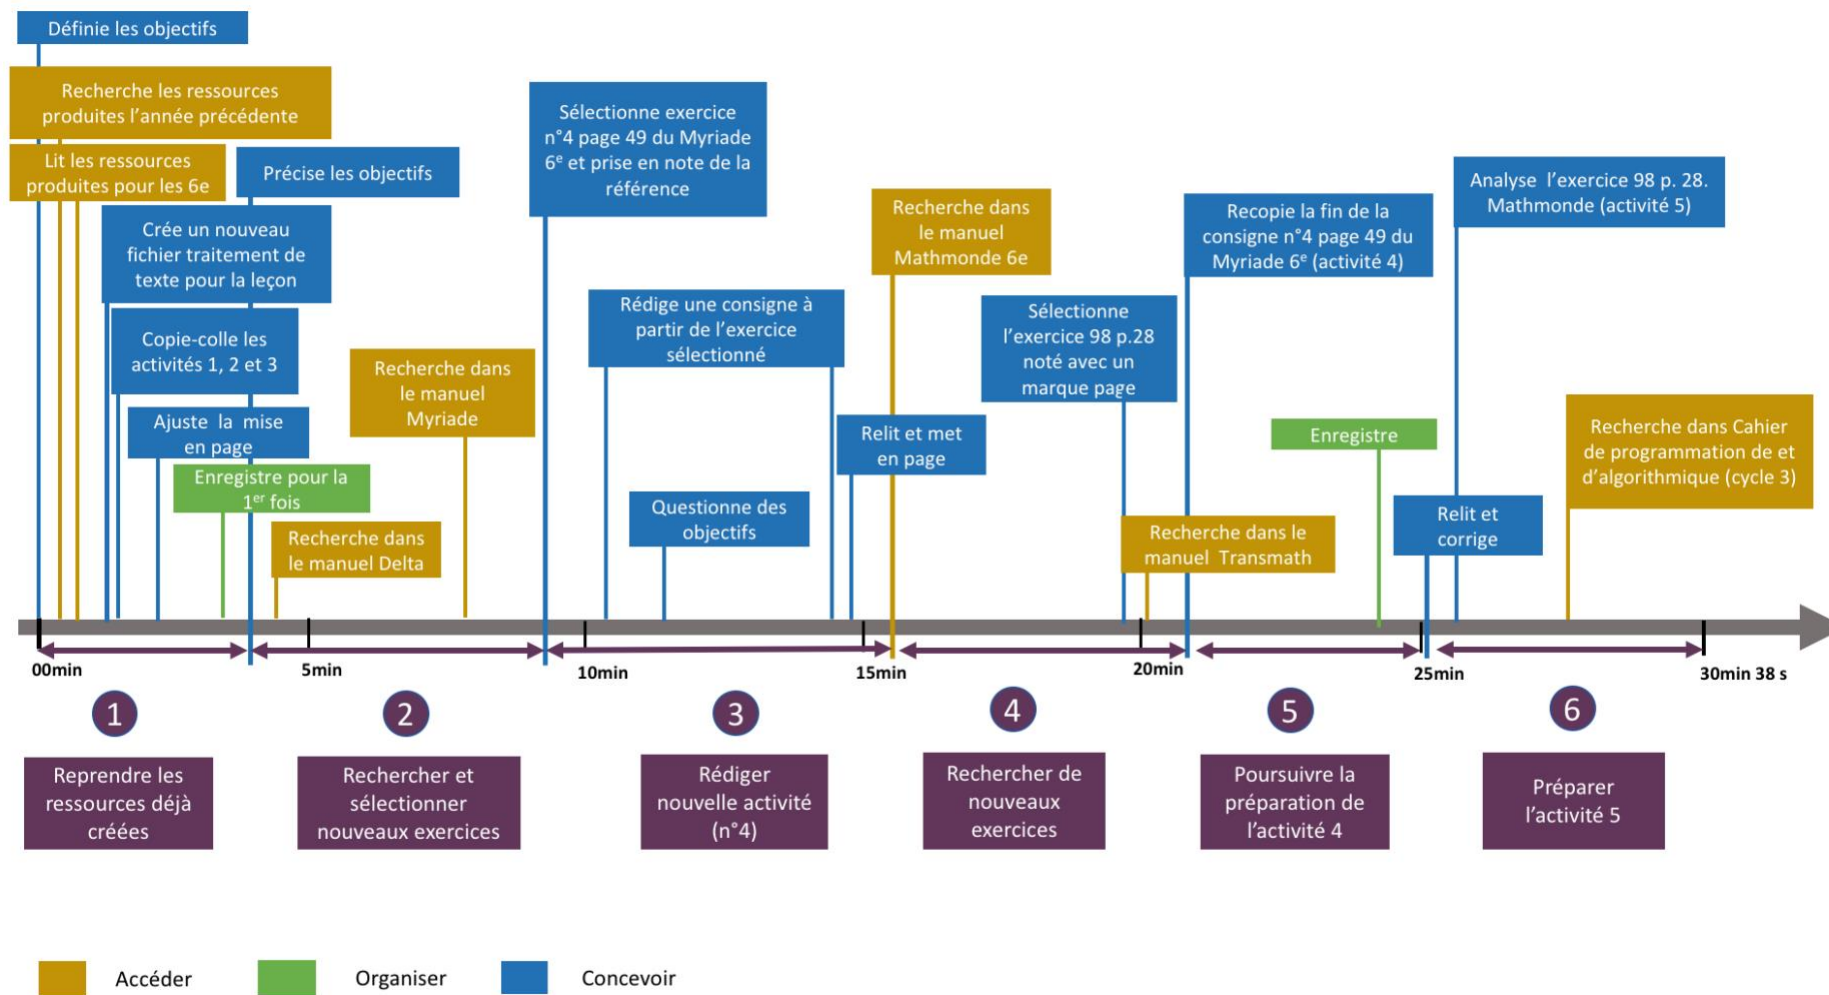 Définie les objectifs
Recherche les ressources
produites l’année précédente
Lit les ressources
produites pour les 6e
Précise les objectifs
Crée un nouveau
fichier traitement de
texte pour la leçon
Copie-colle les
activités 1, 2 et 3
Ajuste la mise
en page
Enregistre pour la
1er fois
Recherche dans
le manuel Delta
Recherche dans
le manuel
Myriade
Sélectionne exercice
n°4 page 49 du Myriade
6e et prise en note de la
référence
Rédige une consigne à
partir de l’exercice
sélectionné
Questionne des
objectifs
Relit et met
en page
Recherche dans
le manuel
Mathmonde 6e
Sélectionne
l’exercice 98 p.28
noté avec un
marque page
Recherche dans le
manuel Transmath
Recopie la fin de la
consigne n°4 page 49 du
Myriade 6e (activité 4)
Enregistre
Relit et
corrige
Analyse l’exercice 98 p. 28.
Mathmonde (activité 5)
Recherche dans Cahier
de programmation de et
d’algorithmique (cycle 3)
00min
5min
10min
15min
20min
25min
30min 38 s
1
2
3
4
5
6
Reprendre les
ressources déjà
créées
Rechercher et
sélectionner
nouveaux exercices
Rédiger
nouvelle activité
(n°4)
Rechercher de
nouveaux
exercices
Poursuivre la
préparation de
l’activité 4
Préparer
l’activité 5
Accéder
Organiser
Concevoir